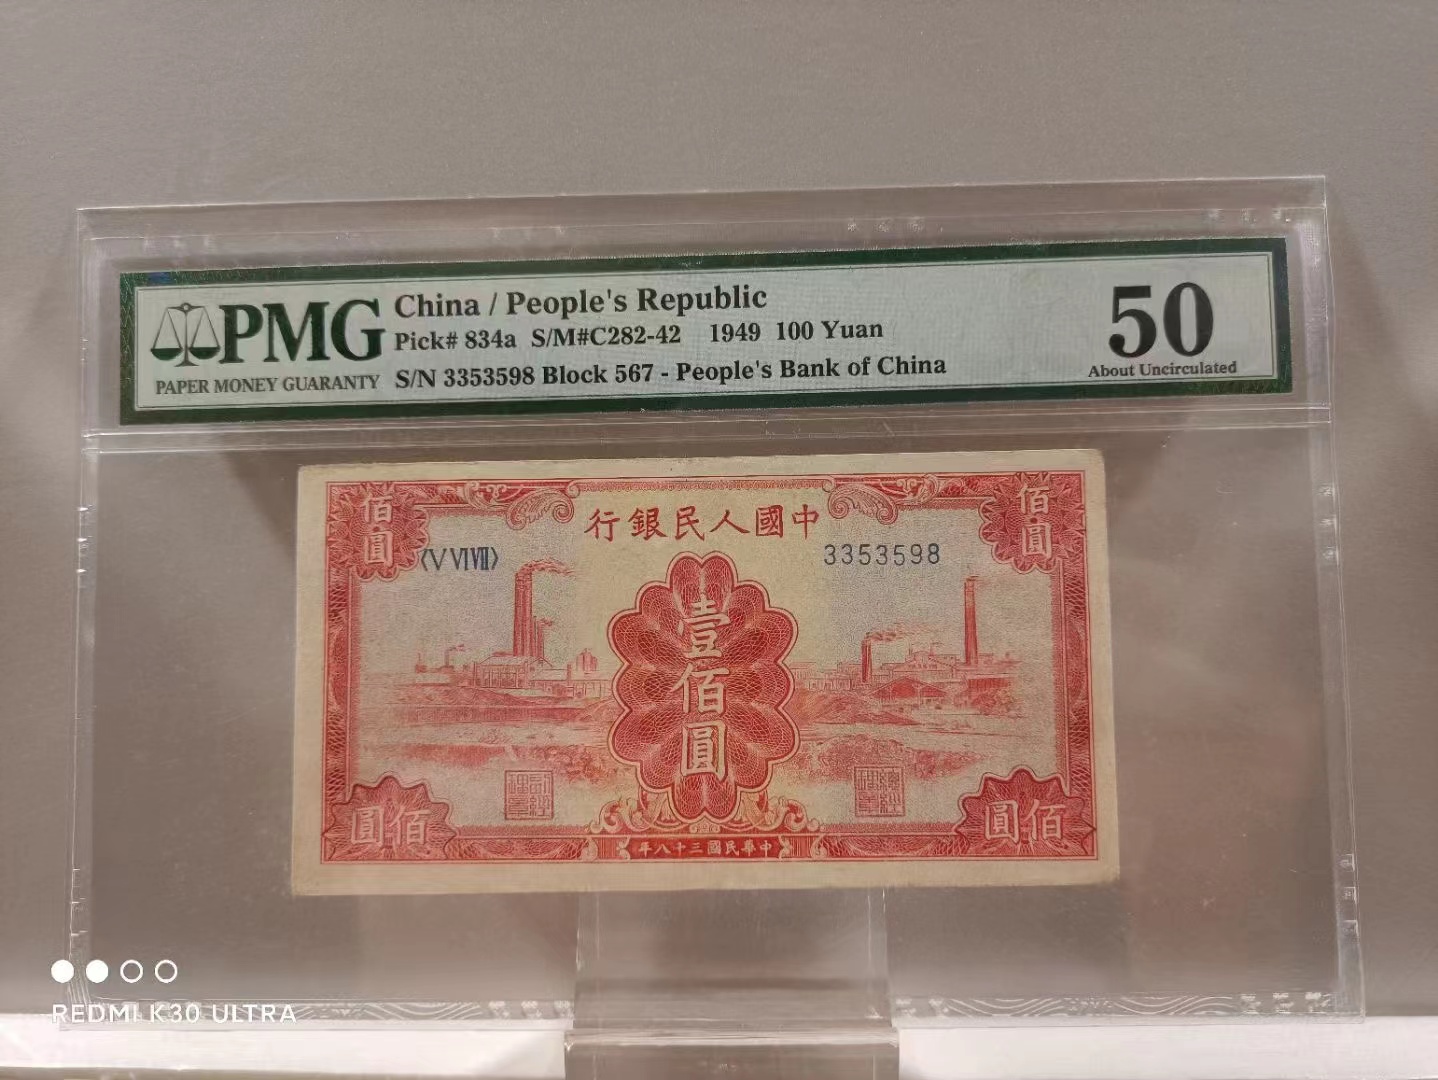 PMG
PAPER MONEY GUARANTY
China / People's Republic
Pick# 834a S/M#C282-42 1949 100 Yuan
S/N 3353598 Block 567 - People's Bank of China
50
About Uncirculated
佰圓
行銀民人國中
佰圓
〈V VI VII〉
3353598
壹佰圓
圓佰
圓佰
年八十三國民華中
REDMI K30 ULTRA